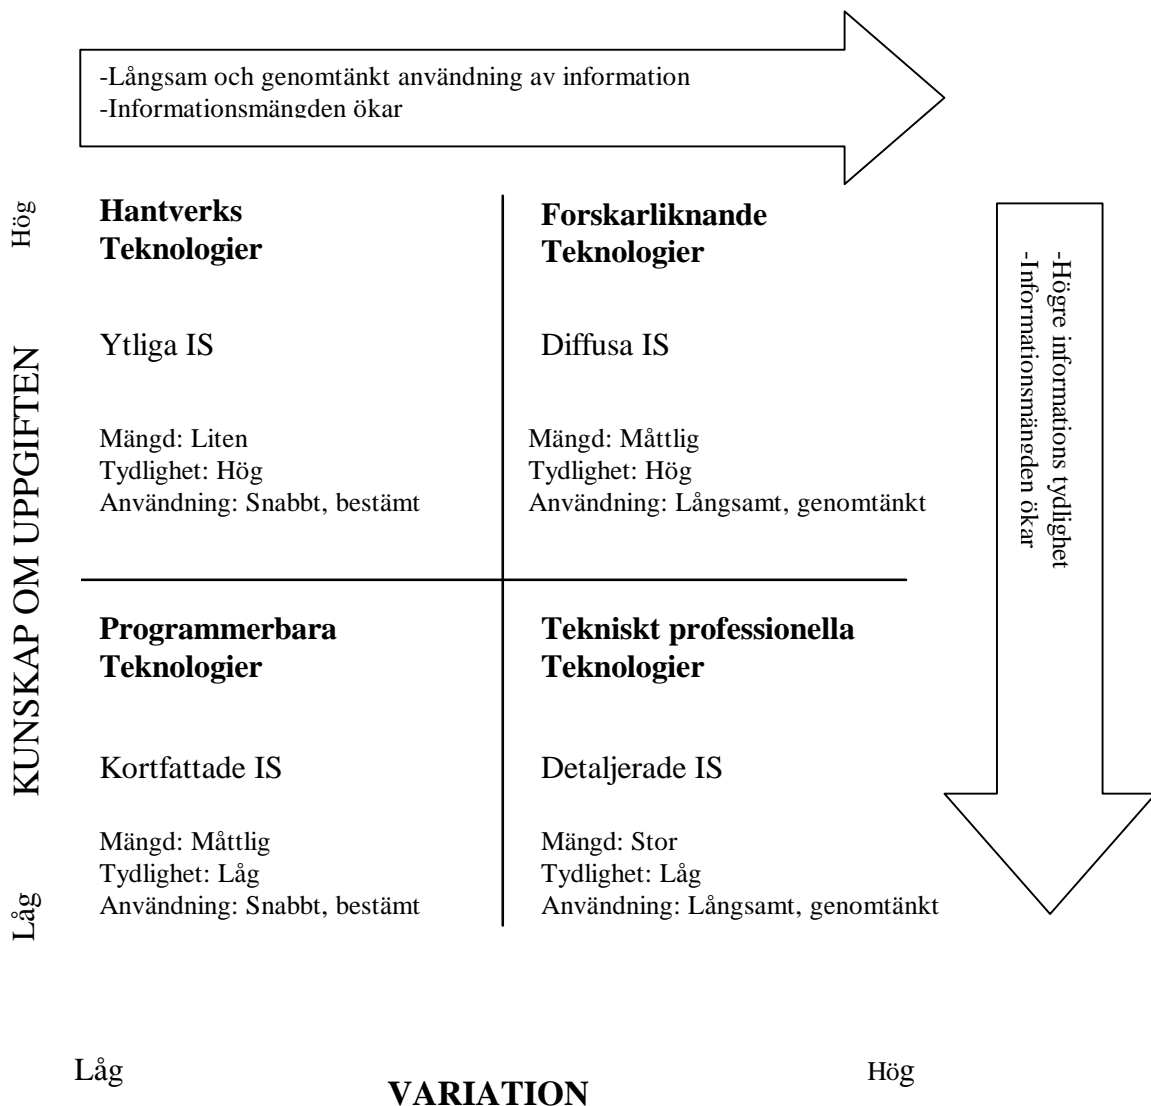 -Långsam och genomtänkt användning av information
-Informationsmängden ökar
Hög
Hantverks
Teknologier
Forskarliknande
Teknologier
-Högre informations tydlighet
-Informationsmängden ökar
Ytliga IS
Diffusa IS
KUNSKAP OM UPPGIFTEN
Mängd: Liten
Tydlighet: Hög
Användning: Snabbt, bestämt
Mängd: Måttlig
Tydlighet: Hög
Användning: Långsamt, genomtänkt
Programmerbara
Teknologier
Tekniskt professionella
Teknologier
Kortfattade IS
Detaljerade IS
Mängd: Måttlig
Tydlighet: Låg
Användning: Snabbt, bestämt
Mängd: Stor
Tydlighet: Låg
Användning: Långsamt, genomtänkt
Låg
Låg
VARIATION
Hög